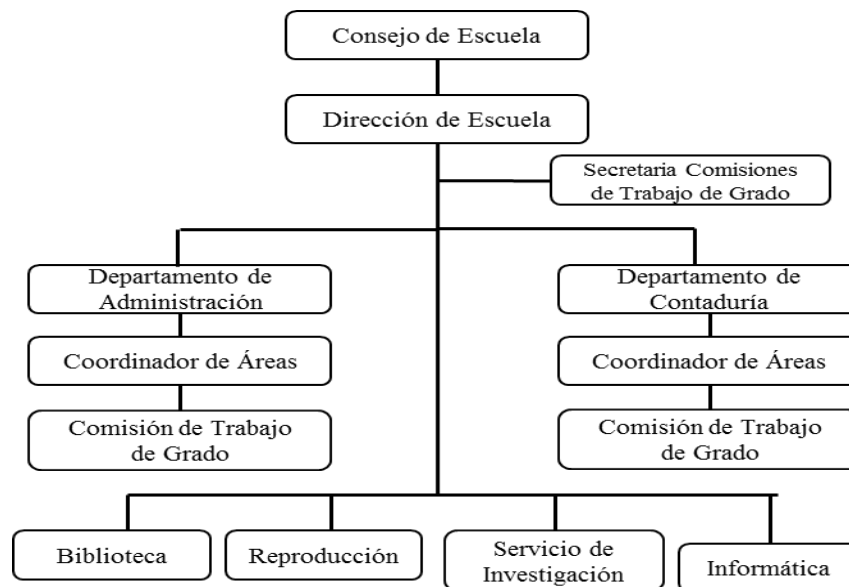 Consejo de Escuela
Dirección de Escuela
Secretaria Comisiones
de Trabajo de Grado
Departamento de
Administración
Departamento de
Contaduría
Coordinador de Áreas
Coordinador de Áreas
Comisión de Trabajo
de Grado
Comisión de Trabajo
de Grado
Biblioteca
Reproducción
Servicio de
Investigación
Informática